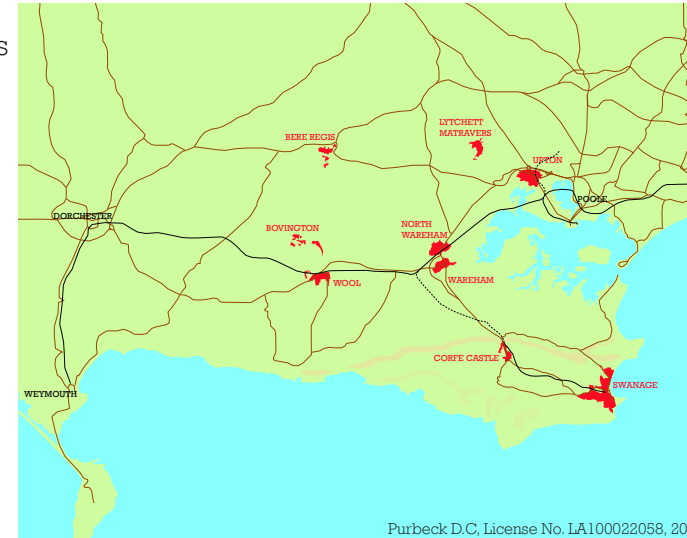 S
LYTCHETT
MATRAVERS
BERE REGIS
UPTON
POOLE
DORCHESTER
BOVINGTON
NORTH
WAREHAM
WOOL
WAREHAM
CORFE CASTLE
SWANAGE
WEYMOUTH
Purbeck D.C, License No. LA100022058, 20